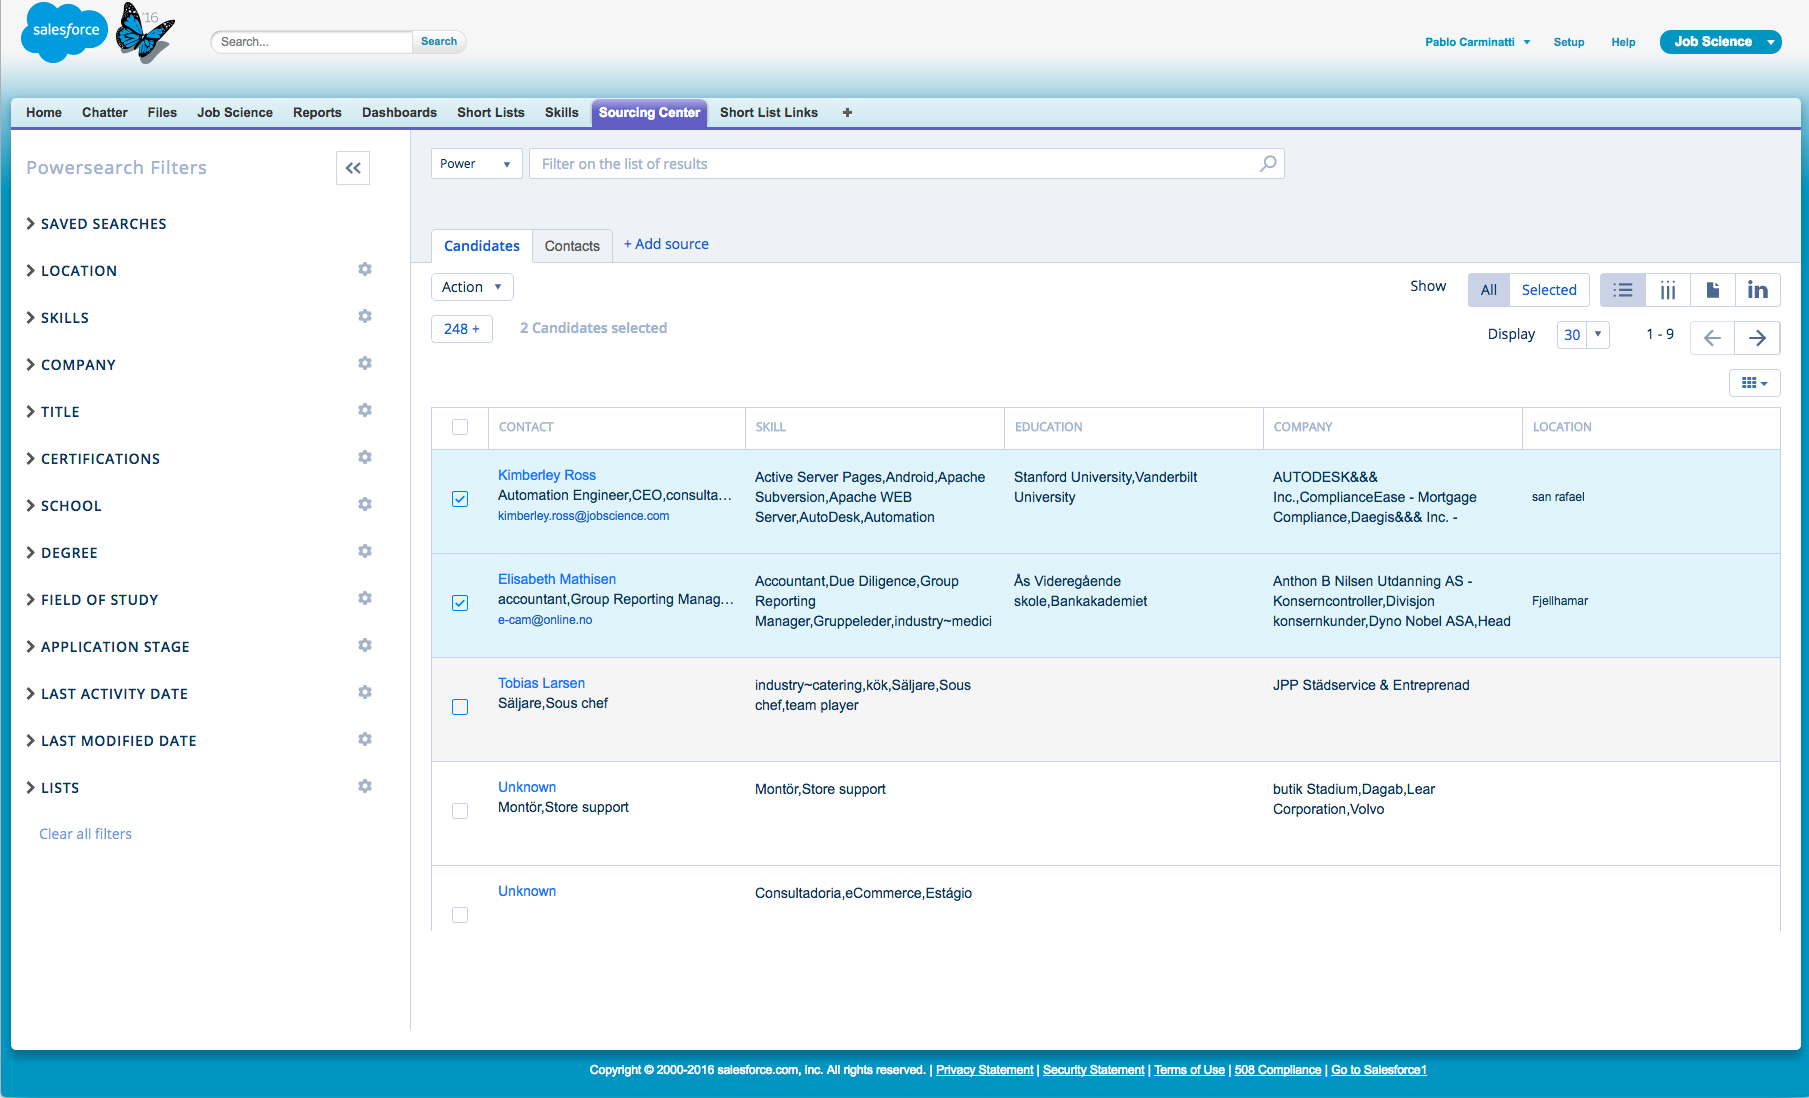 salesforce
'16
Search...
Search
Pablo Carminatti
Setup
Help
Job Science
Home
Chatter
Files
Job Science
Reports
Dashboards
Short Lists
Skills
Sourcing Center
Short List Links
+
Powersearch Filters
SAVED SEARCHES
LOCATION
SKILLS
COMPANY
TITLE
CERTIFICATIONS
SCHOOL
DEGREE
FIELD OF STUDY
APPLICATION STAGE
LAST ACTIVITY DATE
LAST MODIFIED DATE
LISTS
Clear all filters
Power
Filter on the list of results
Candidates
Contacts
+ Add source
Action
Show
All
Selected
in
248 +
2 Candidates selected
Display
30
1 - 9
CONTACT
SKILL
EDUCATION
COMPANY
LOCATION
Kimberley Ross
Automation Engineer,CEO,consulta...
kimberley.ross@jobscience.com
Active Server Pages,Android,Apache
Subversion,Apache WEB
Server,AutoDesk,Automation
Stanford University,Vanderbilt
University
AUTODESK&&&
Inc.,ComplianceEase - Mortgage
Compliance,Daegis&&& Inc. -
san rafael
Elisabeth Mathisen
accountant,Group Reporting Manag...
e-cam@online.no
Accountant,Due Diligence,Group
Reporting
Manager,Gruppeleder,industry~medici
Ås Videregående
skole,Bankakademiet
Anthon B Nilsen Utdanning AS -
Konserncontroller,Divisjon
konsernkunder,Dyno Nobel ASA,Head
Fjellhamar
Tobias Larsen
Säljare,Sous chef
industry~catering,kök,Säljare,Sous
chef,team player
JPP Städservice & Entreprenad
Unknown
Montör,Store support
Montör,Store support
butik Stadium,Dagab,Lear
Corporation,Volvo
Unknown
Consultadoria,eCommerce,Estágio
Copyright © 2000-2016 salesforce.com, inc. All rights reserved. | Privacy Statement | Security Statement | Terms of Use | 508 Compliance | Go to Salesforce1